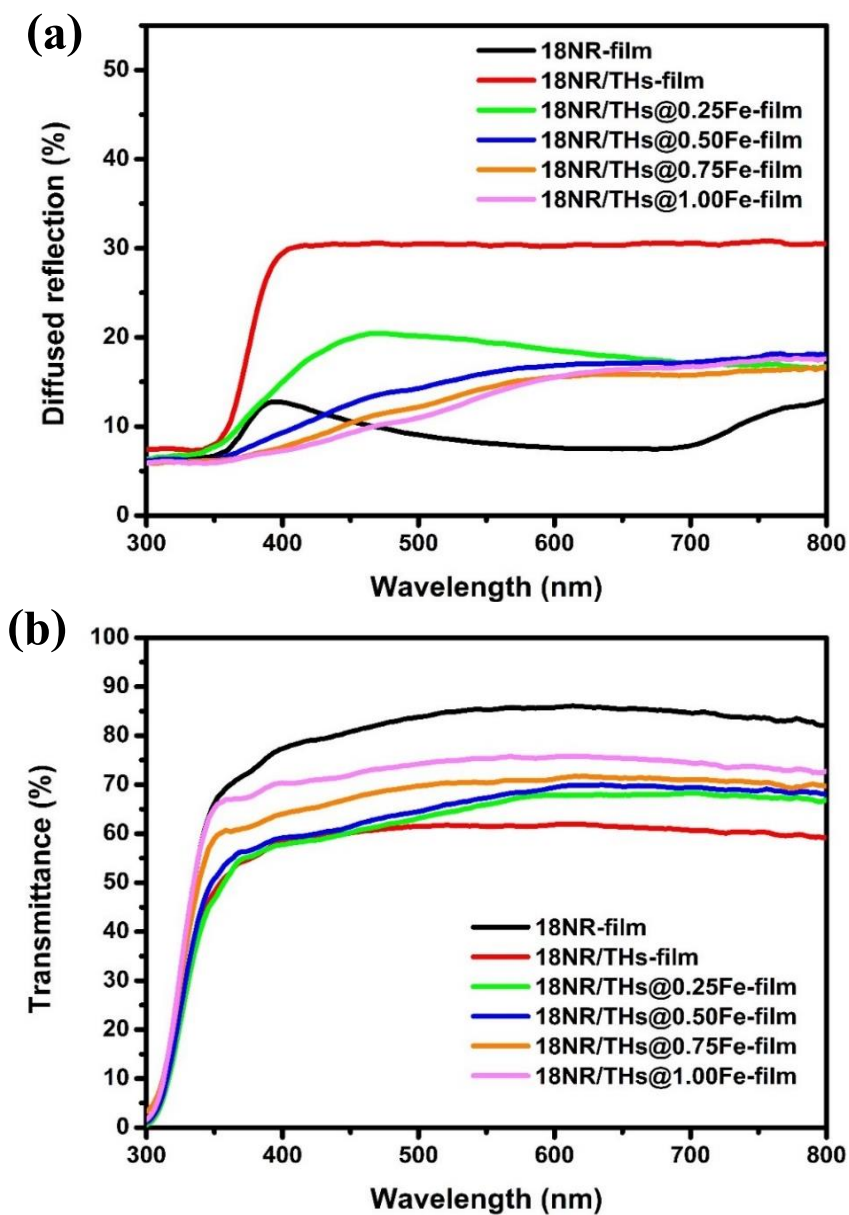 (a)
Diffused reflection (%)
50
40
30
20
10
0
18NR-film
18NR/THs-film
18NR/THs@0.25Fe-film
18NR/THs@0.50Fe-film
18NR/THs@0.75Fe-film
18NR/THs@1.00Fe-film
300 400 500 600 700 800
Wavelength (nm)
(b)
Transmittance (%)
100
90
80
70
60
50
40
30
20
10
0
18NR-film
18NR/THs-film
18NR/THs@0.25Fe-film
18NR/THs@0.50Fe-film
18NR/THs@0.75Fe-film
18NR/THs@1.00Fe-film
300 400 500 600 700 800
Wavelength (nm)